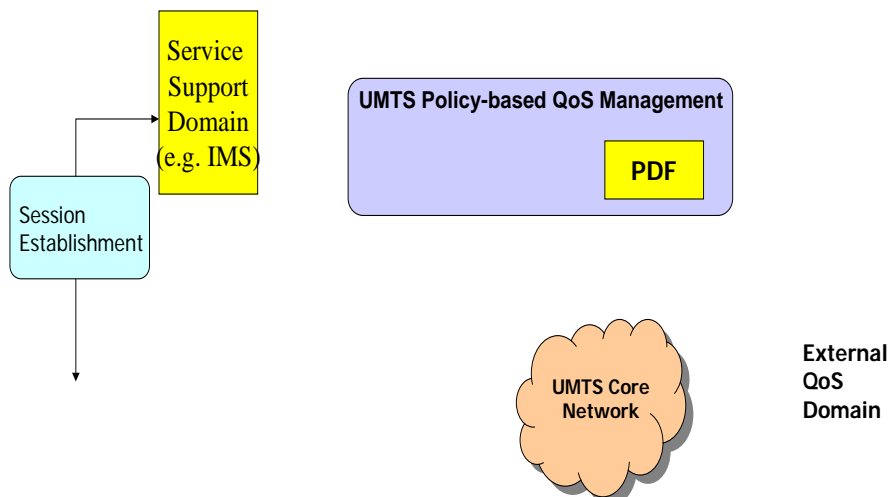 Service
Support
Domain
(e.g. IMS)
UMTS Policy-based QoS Management
PDF
Session
Establishment
UMTS Core
Network
External
QoS
Domain